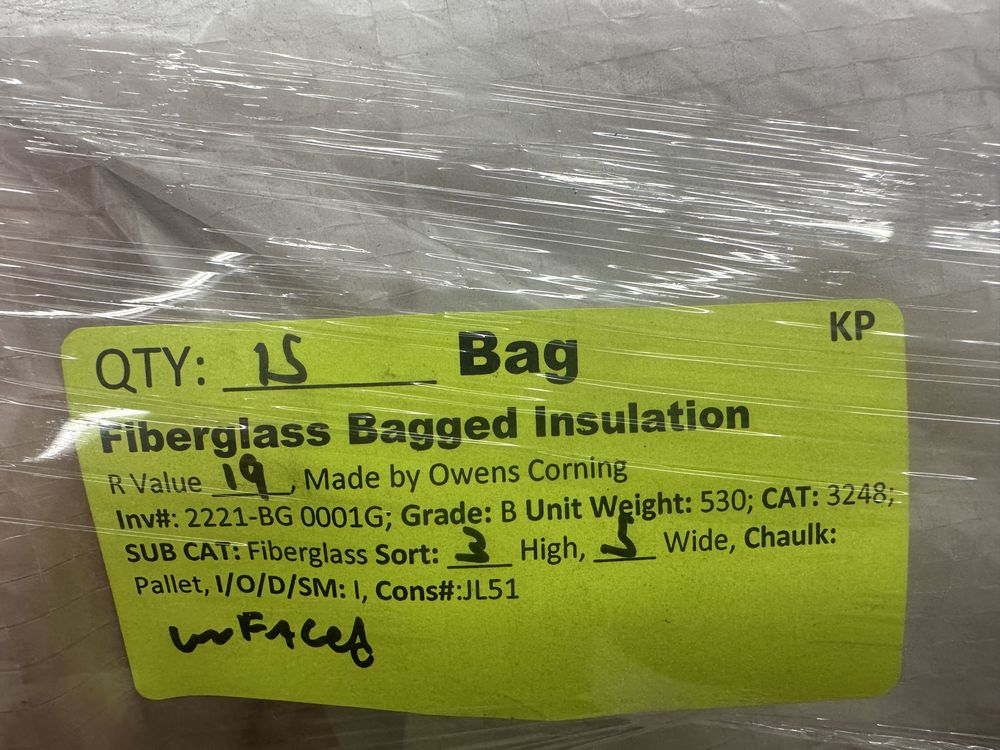 KP
QTY: 15 Bag
Fiberglass Bagged Insulation
R Value 19, Made by Owens Corning
Inv#: 2221-BG 0001G; Grade: B Unit Weight: 530; CAT: 3248;
SUB CAT: Fiberglass Sort: 3 High, 5 Wide, Chaulk:
Pallet, I/O/D/SM: I, Cons#:JL51
unFACed